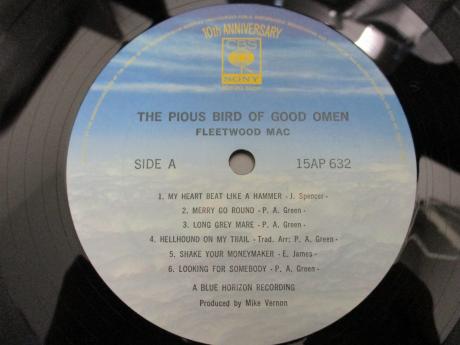 10th ANNIVERSARY
CBS
SONY
THE PIOUS BIRD OF GOOD OMEN
FLEETWOOD MAC
SIDE A
15AP 632
1. MY HEART BEAT LIKE A HAMMER - J. Spencer-
2. MERRY GO ROUND - P. A. Green-
3. LONG GREY MARE - P. A. Green-
4. HELLHOUND ON MY TRAIL - Trad. Arr: P. A. Green-
5. SHAKE YOUR MONEYMAKER - E. James-
6. LOOKING FOR SOMEBODY - P. A. Green-
A BLUE HORIZON RECORDING
Produced by Mike Vernon